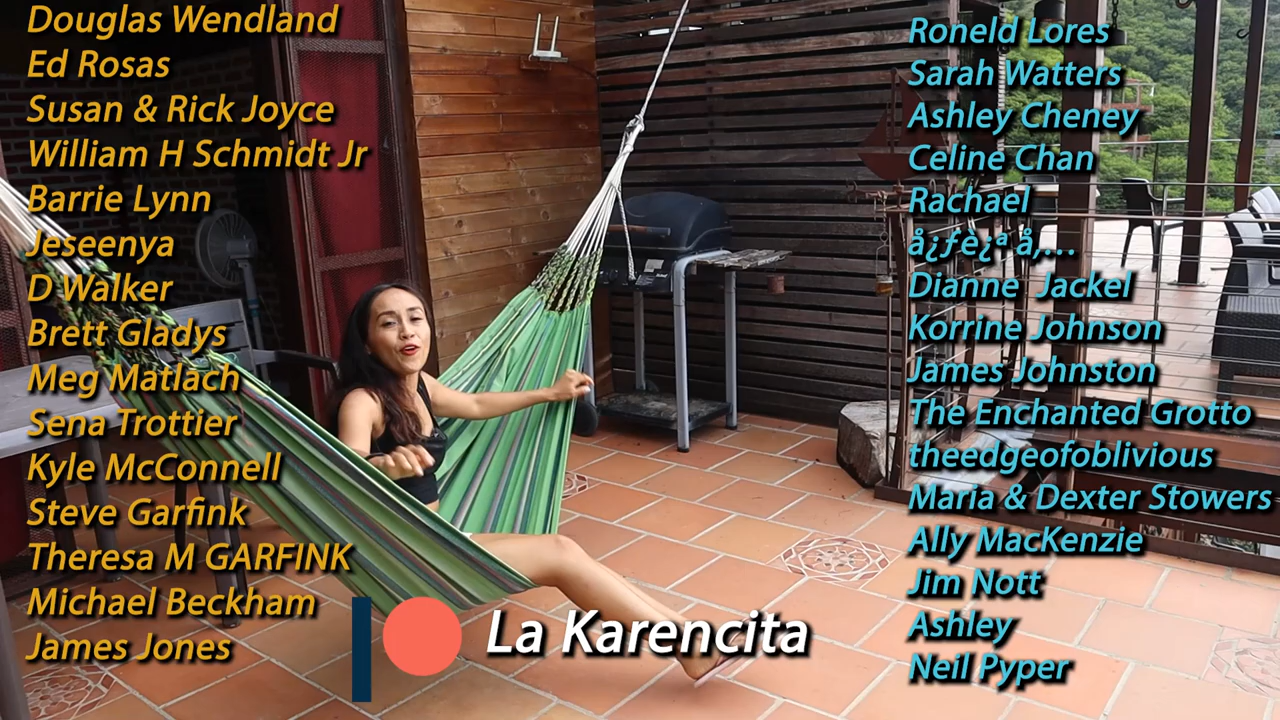 Douglas Wendland
Ed Rosas
Susan & Rick Joyce
William H Schmidt Jr
Barrie Lynn
Jeseenya
D Walker
Brett Gladys
Meg Matlach
Sena Trottier
Kyle McConnell
Steve Garfink
Theresa M GARFINK
Michael Beckham
James Jones
La Karencita
Roneld Lores
Sarah Watters
Ashley Cheney
Celine Chan
Rachael
å¿ƒè¿ª å‚…
Dianne Jackel
Korrine Johnson
James Johnston
The Enchanted Grotto
theedgeofoblivious
Maria & Dexter Stowers
Ally MacKenzie
Jim Nott
Ashley
Neil Pyper